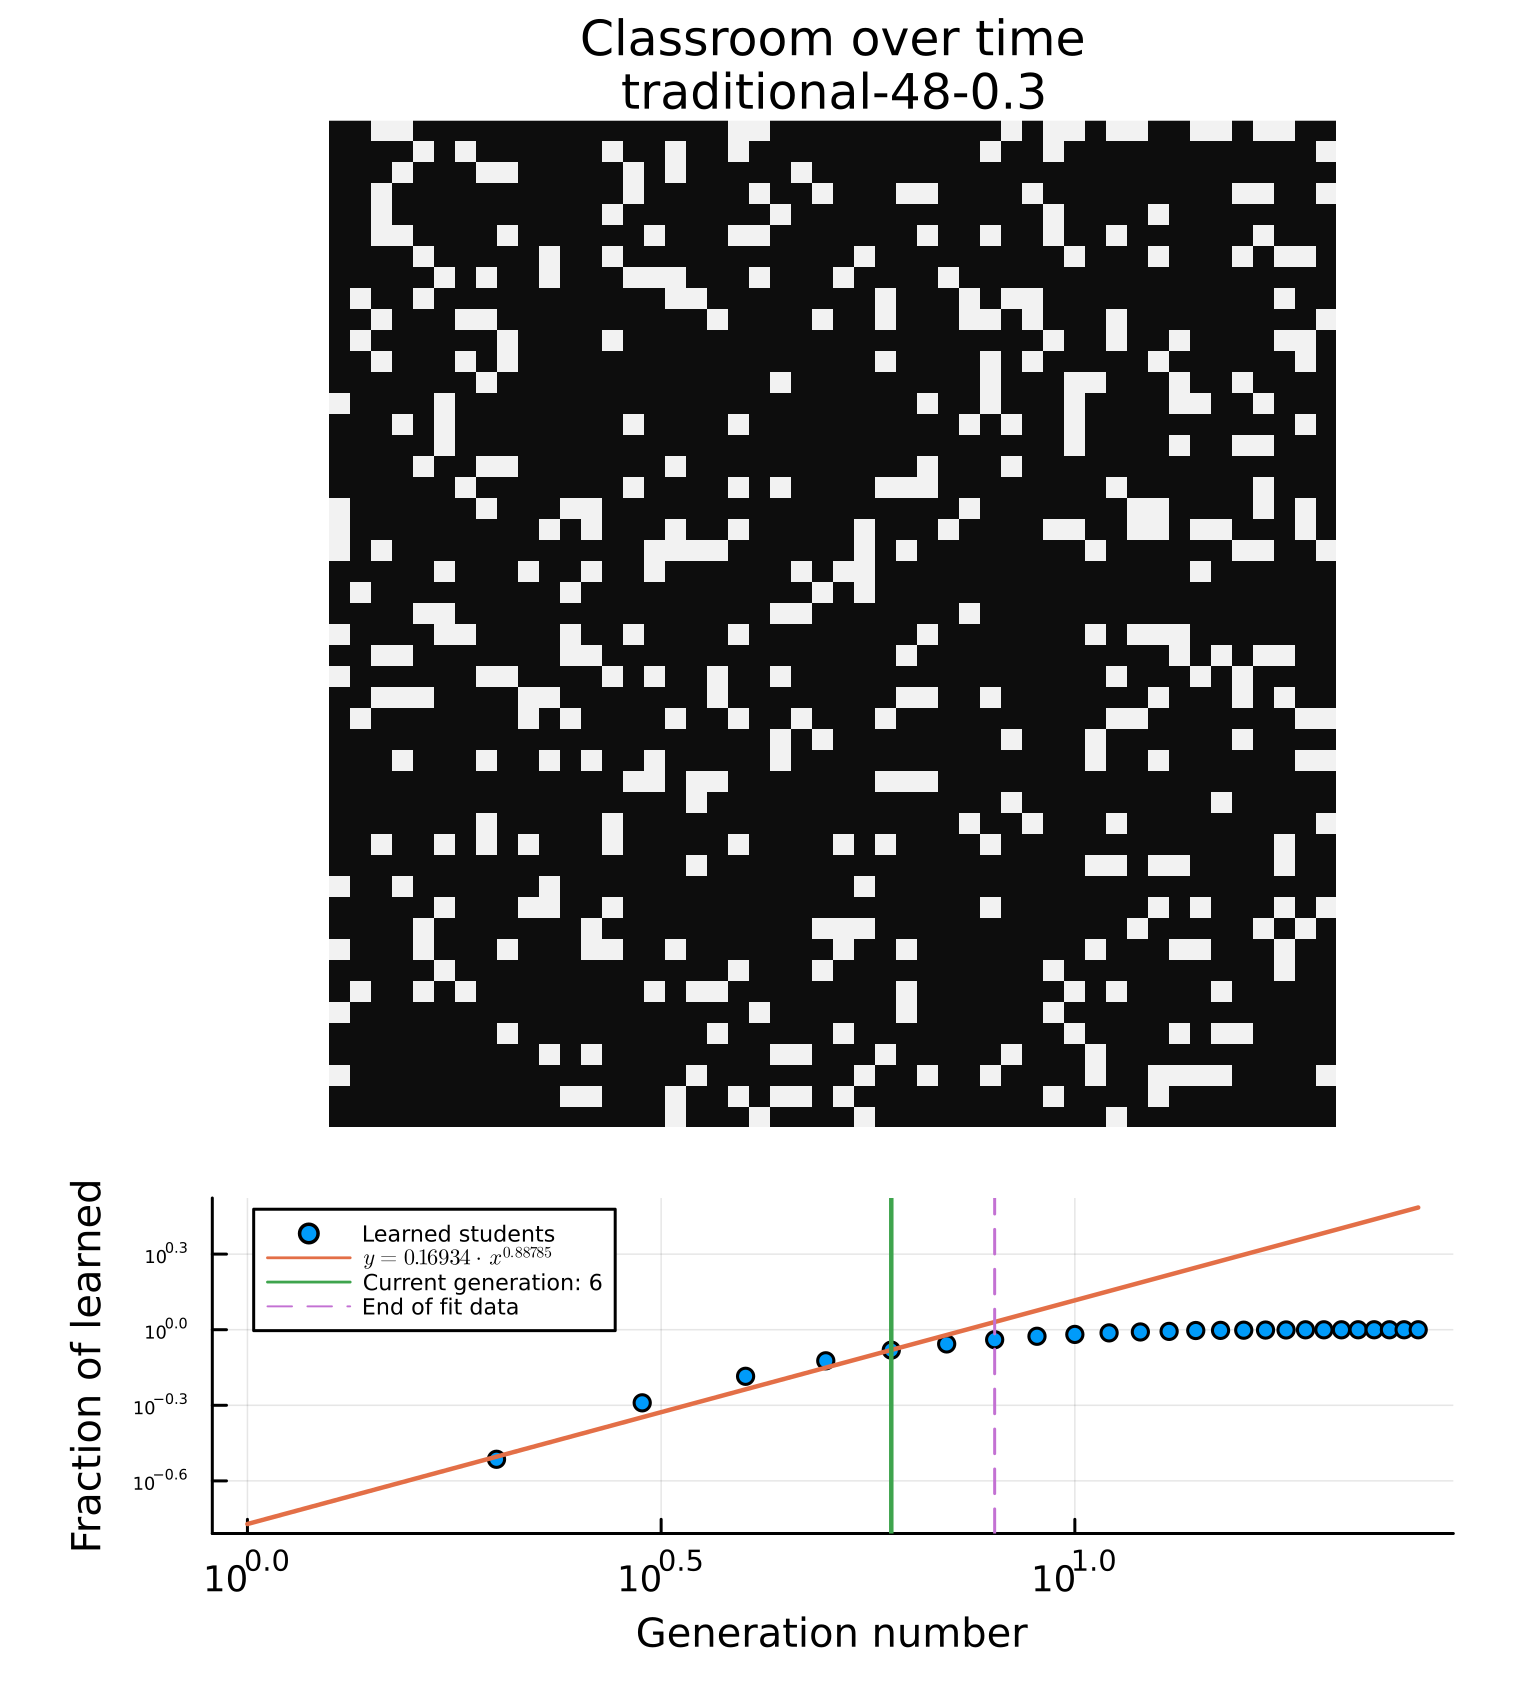 Classroom over time
traditional-48-0.3
Fraction of learned
10^0.3
10^0.0
10^−0.3
10^−0.6
Learned students
y = 0.16934 · x^0.88785
Current generation: 6
End of fit data
10^0.0 10^0.5 10^1.0
Generation number